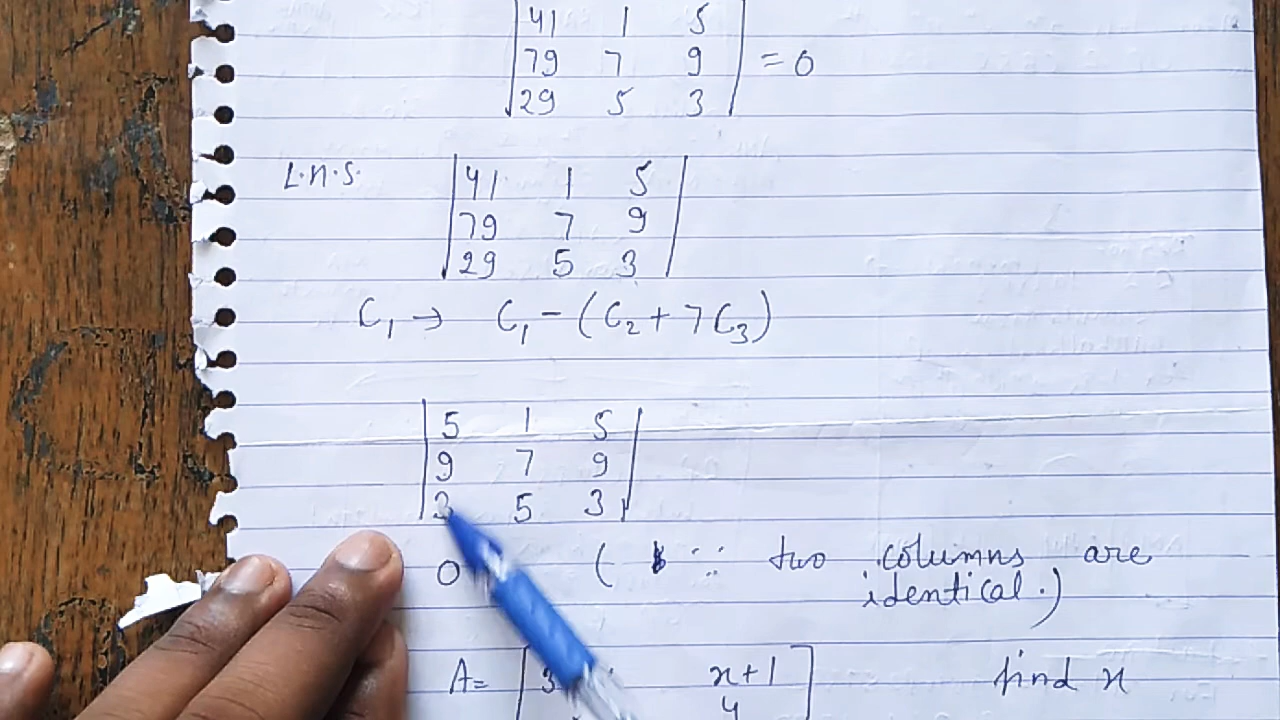 41 1 5
79 7 9 = 0
29 5 3
L.H.S. 41 1 5
79 7 9
29 5 3
C₁ → C₁ - (C₂ + 7C₃)
5 1 5
9 7 9
3 5 3
0 ( ∵ two columns are
identical.)
A = 3 x+1 find x
4